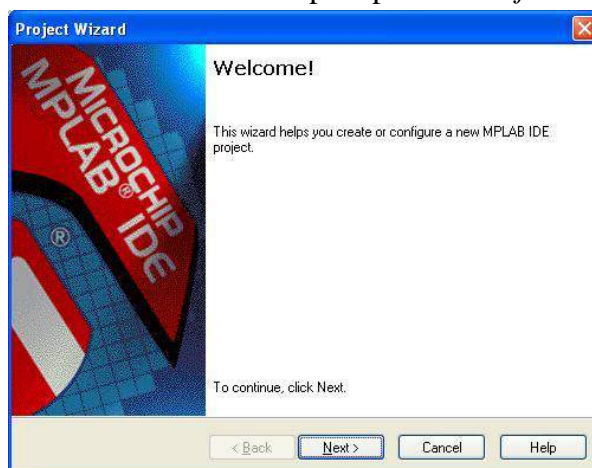 Project Wizard
MICROCHIP
MPLAB® IDE
®
Welcome!
This wizard helps you create or configure a new MPLAB IDE
project.
To continue, click Next.
< Back
Next >
Cancel
Help